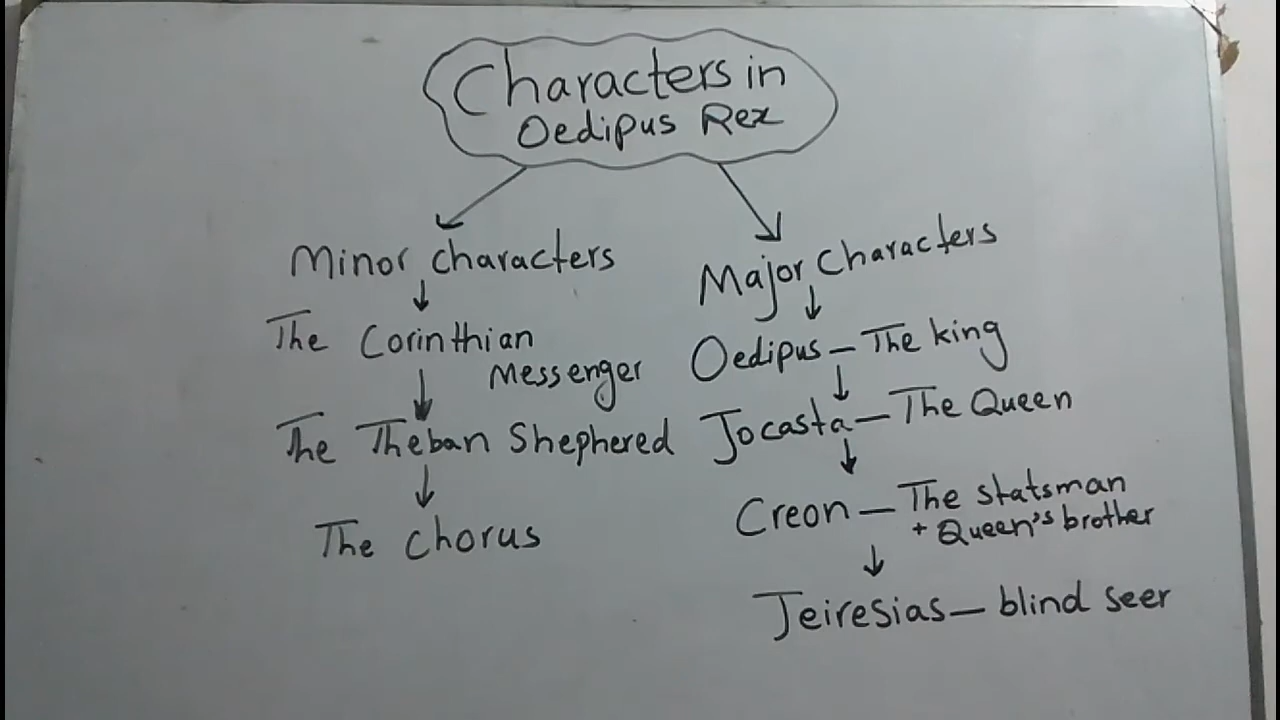 Characters in
Oedipus Rex
Minor characters
The Corinthian
Messenger
The Theban Shephered
The chorus
Major Characters
Oedipus – The king
Jocasta – The Queen
Creon – The statsman
+ Queen's brother
Teiresias – blind seer